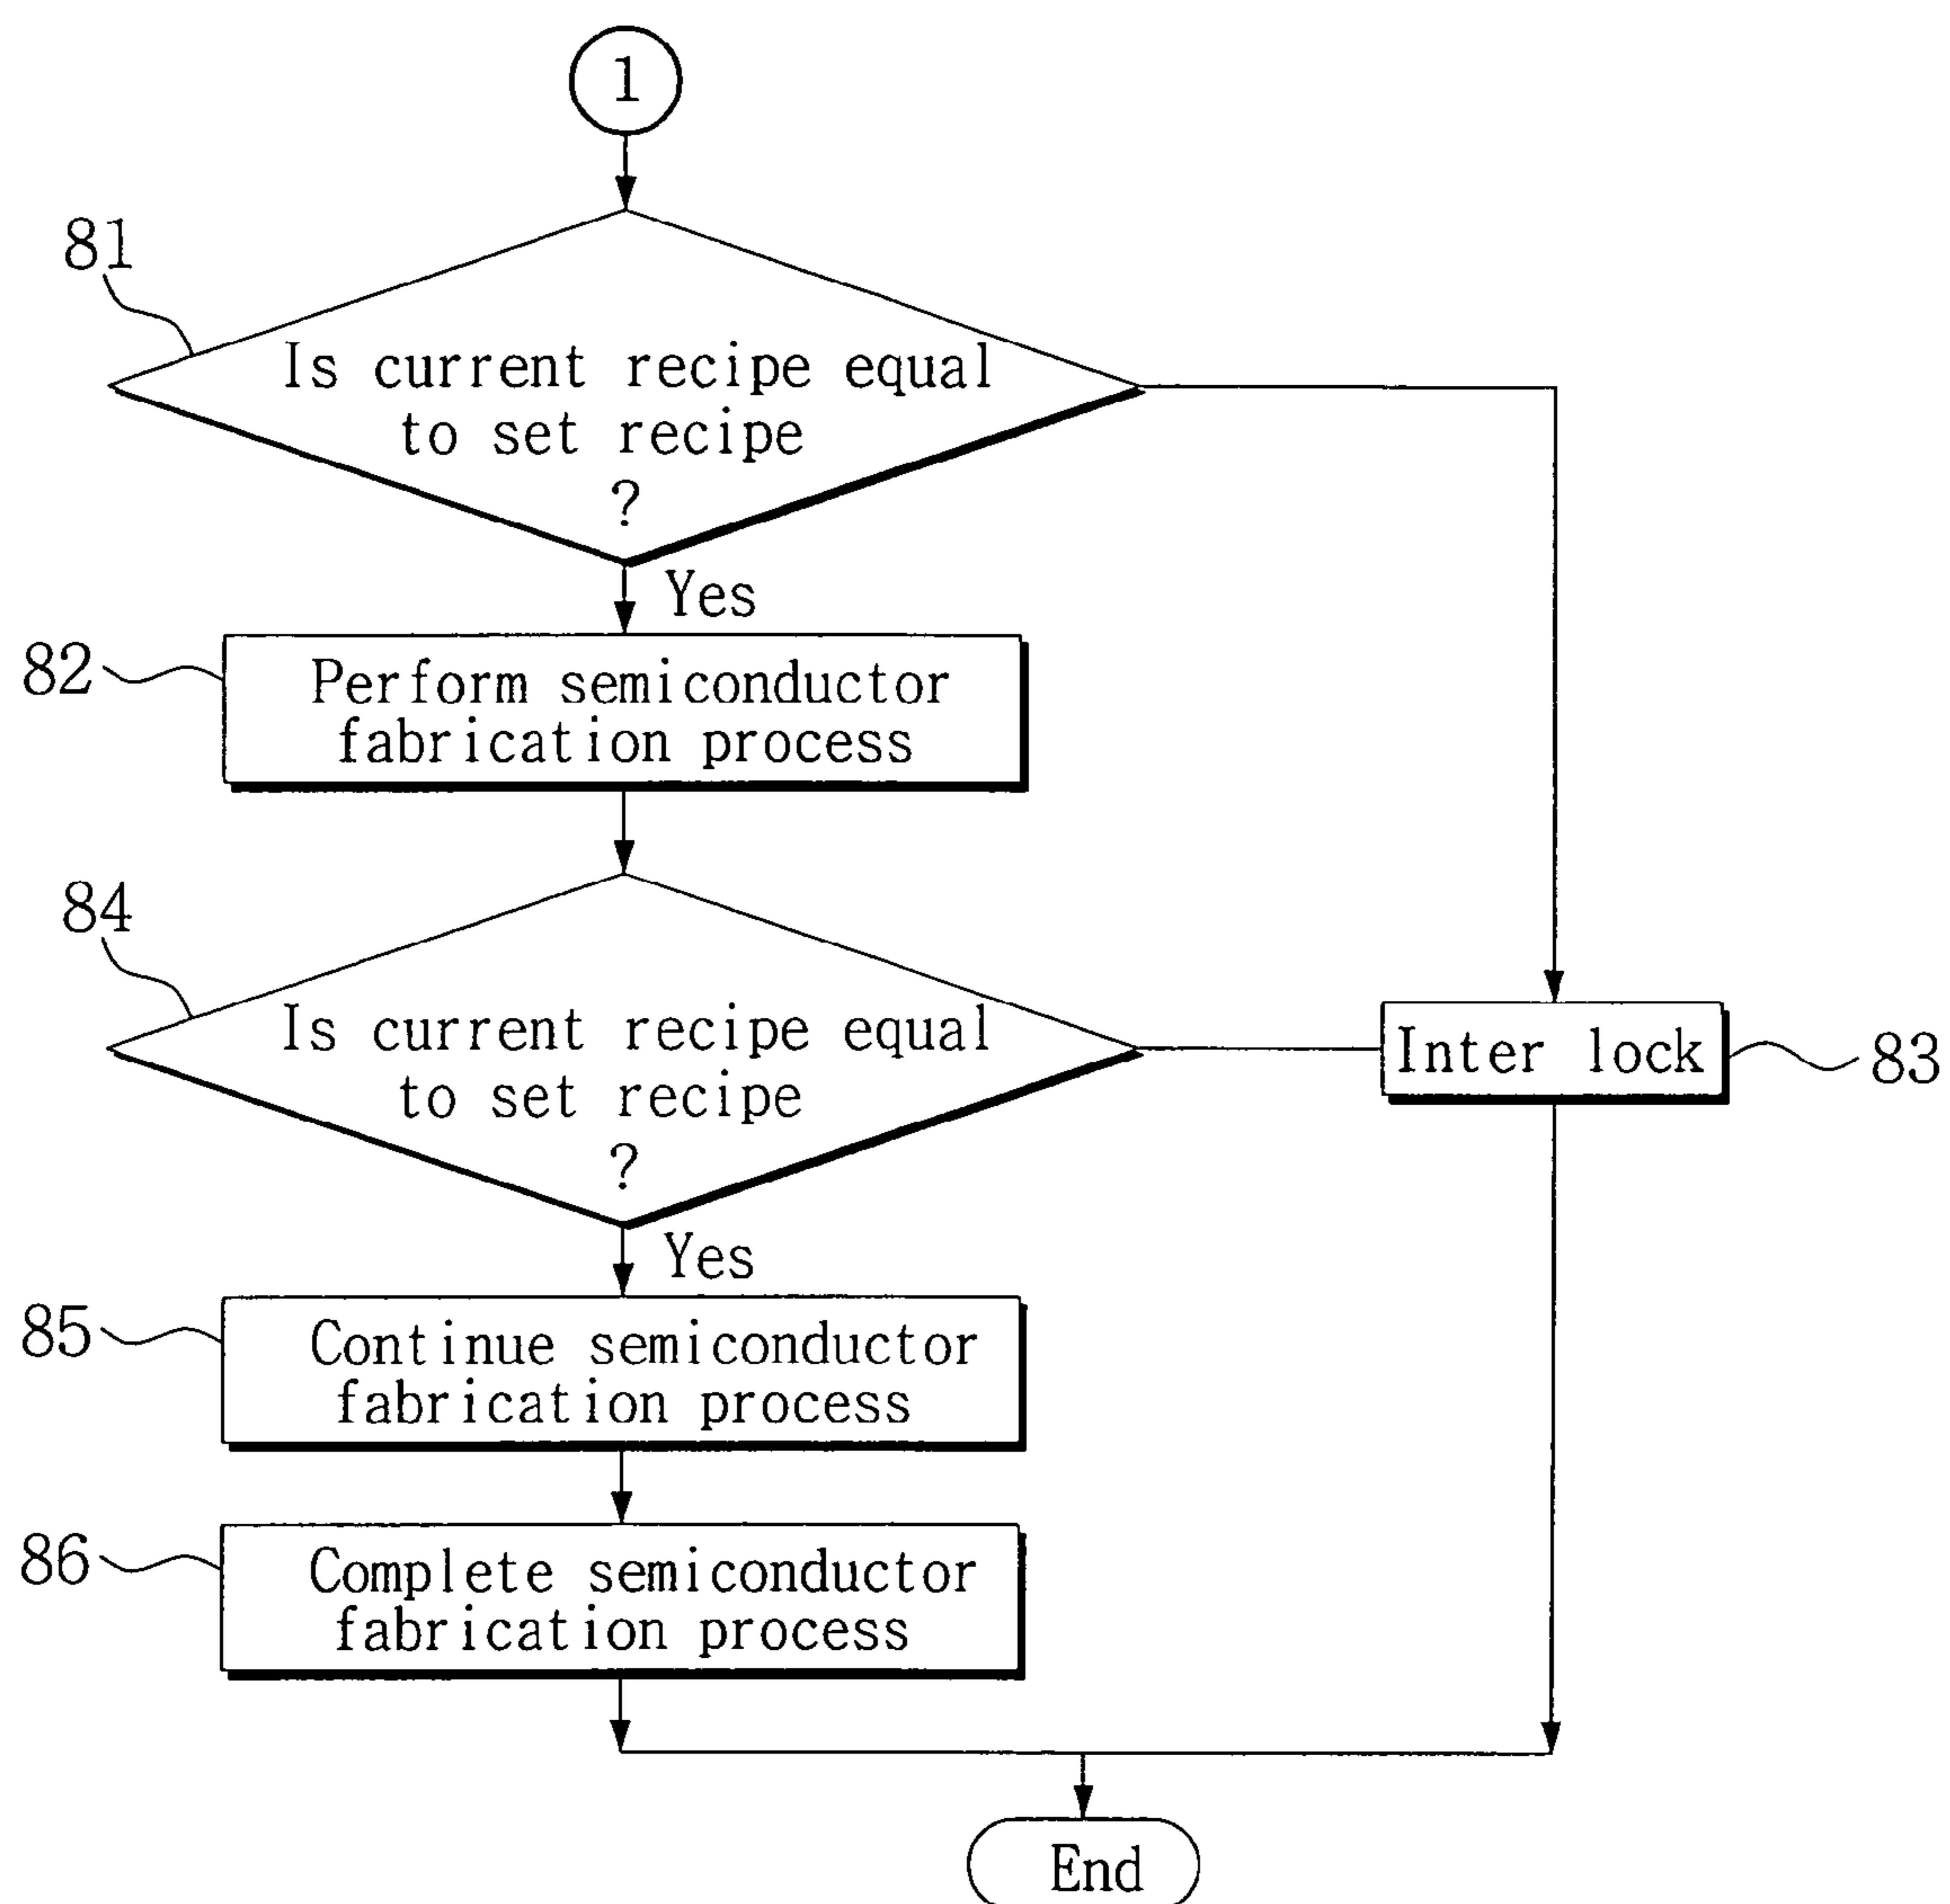 1
81
Is current recipe equal
to set recipe
?
Yes
82
Perform semiconductor
fabrication process
84
Is current recipe equal
to set recipe
?
Inter lock
83
Yes
85
Continue semiconductor
fabrication process
86
Complete semiconductor
fabrication process
End